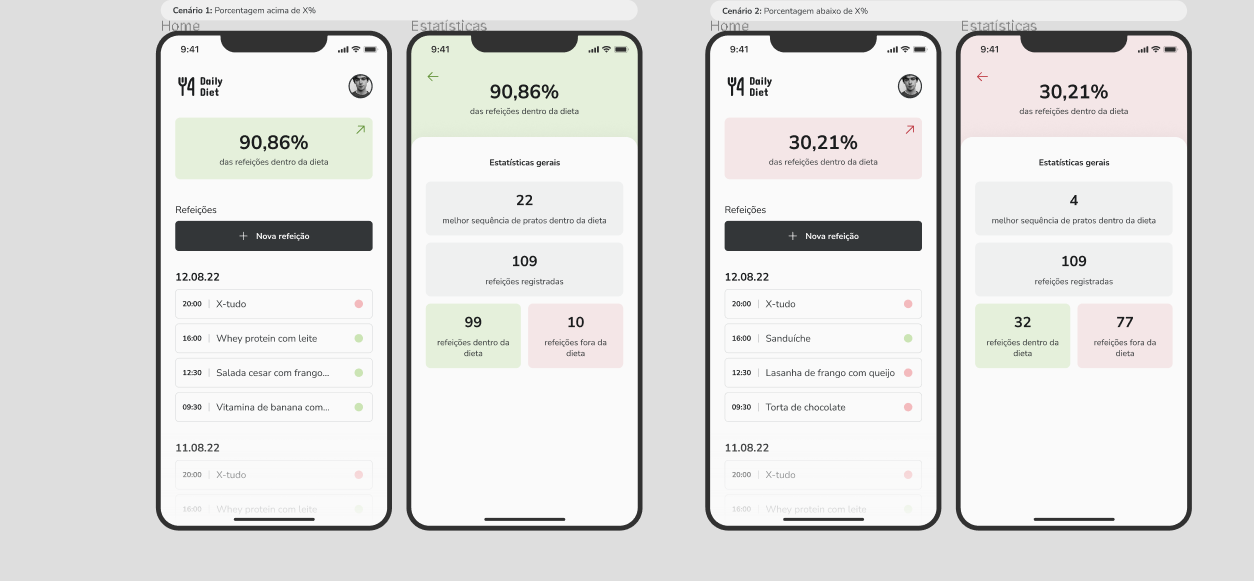 Cenário 1: Porcentagem acima de X%
Home
9:41
Daily
Diet
90,86%
das refeições dentro da dieta
Refeições
+ Nova refeição
12.08.22
20:00 | X-tudo
16:00 | Whey protein com leite
12:30 | Salada cesar com frango...
09:30 | Vitamina de banana com...
11.08.22
20:00 | X-tudo
16:00 | Whey protein com leite
Estatísticas
9:41
90,86%
das refeições dentro da dieta
Estatísticas gerais
22
melhor sequência de pratos dentro da dieta
109
refeições registradas
99
refeições dentro da
dieta
10
refeições fora da
dieta
Cenário 2: Porcentagem abaixo de X%
Home
9:41
Daily
Diet
30,21%
das refeições dentro da dieta
Refeições
+ Nova refeição
12.08.22
20:00 | X-tudo
16:00 | Sanduíche
12:30 | Lasanha de frango com queijo
09:30 | Torta de chocolate
11.08.22
20:00 | X-tudo
16:00 | Whey protein com leite
Estatísticas
9:41
30,21%
das refeições dentro da dieta
Estatísticas gerais
4
melhor sequência de pratos dentro da dieta
109
refeições registradas
32
refeições dentro da
dieta
77
refeições fora da
dieta